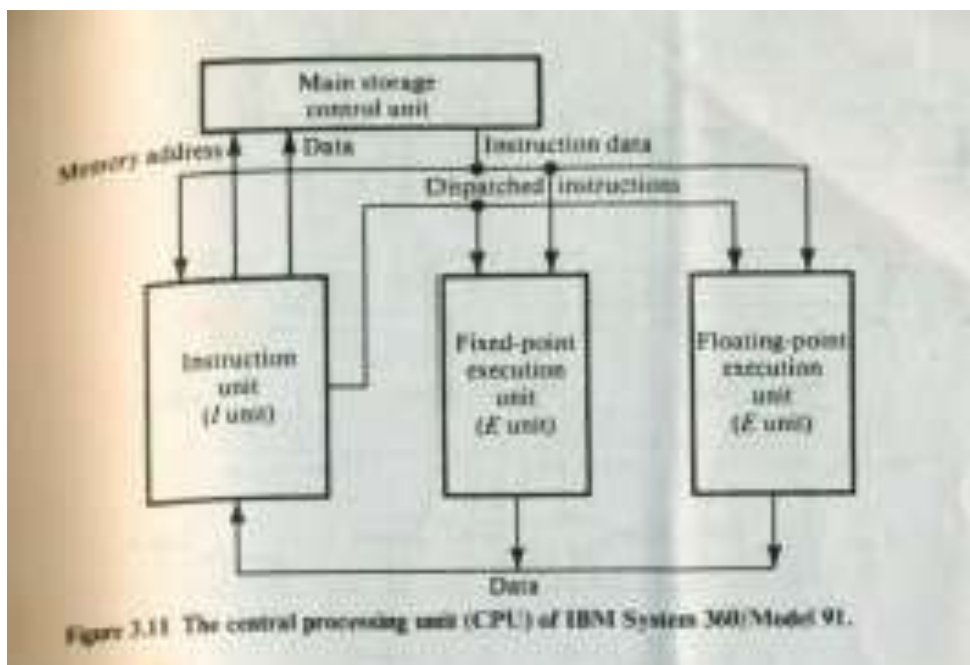 Main storage
control unit
Memory address
Data
Instruction data
Dispatched instructions
Instruction
unit
(I unit)
Fixed-point
execution
unit
(E unit)
Floating-point
execution
unit
(E unit)
Data
Figure 3.11 The central processing unit (CPU) of IBM System 360/Model 91.